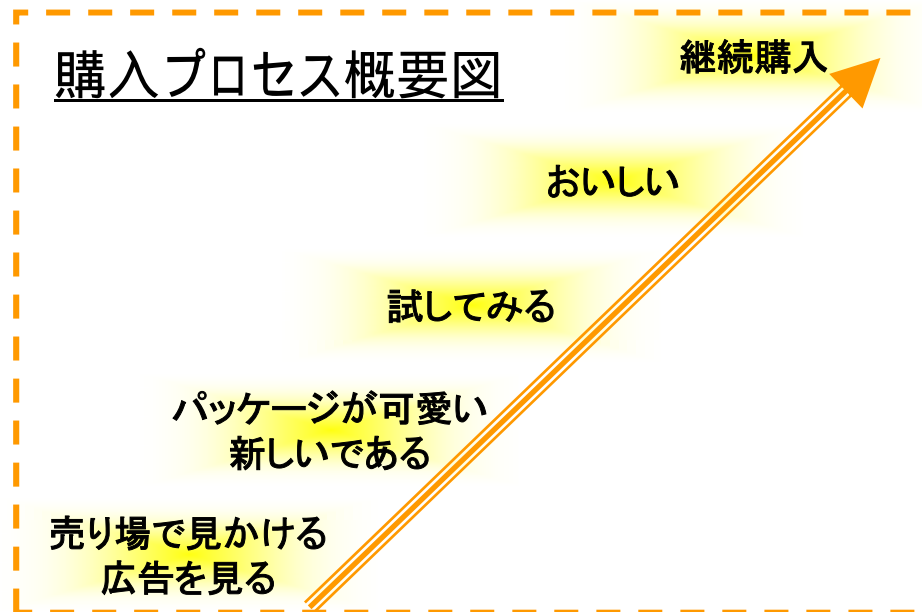 購入プロセス概要図
継続購入
おいしい
試してみる
パッケージが可愛い
新しいである
売り場で見かける
広告を見る